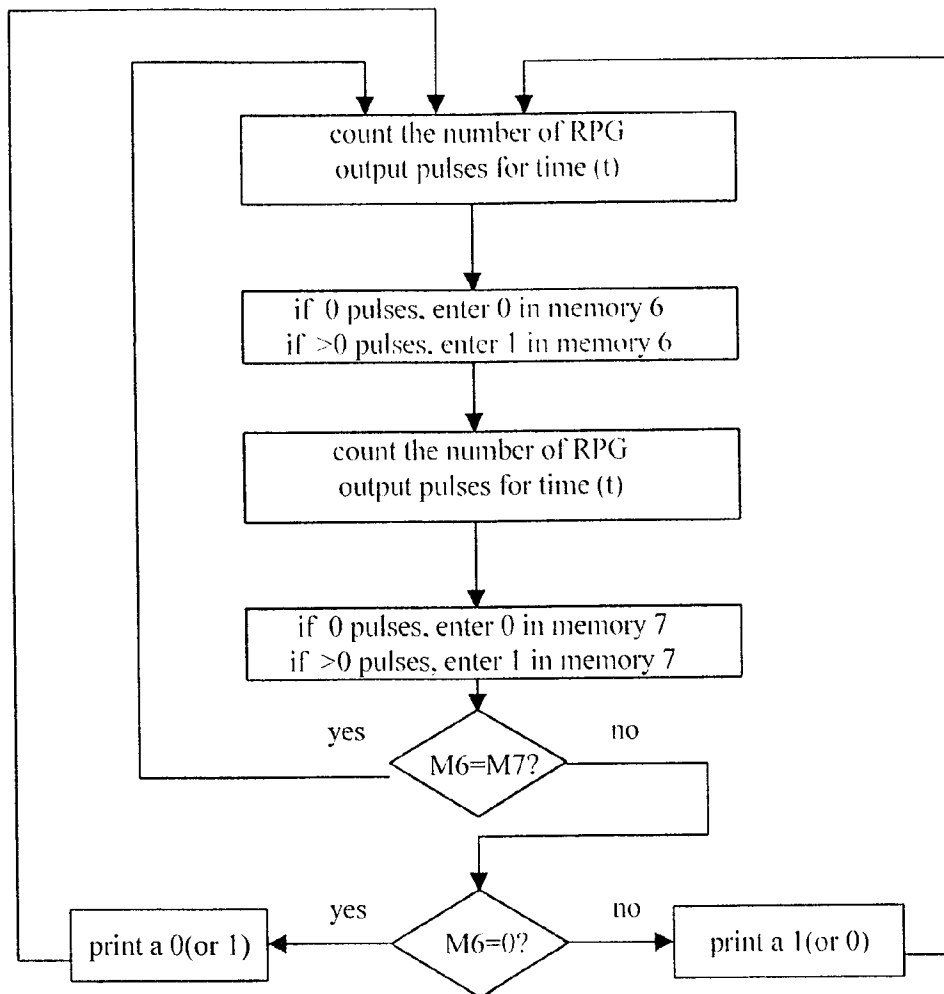 count the number of RPG
output pulses for time (t)
if 0 pulses, enter 0 in memory 6
if >0 pulses, enter 1 in memory 6
count the number of RPG
output pulses for time (t)
if 0 pulses, enter 0 in memory 7
if >0 pulses, enter 1 in memory 7
yes
no
M6=M7?
yes
no
print a 0(or 1)
M6=0?
print a 1(or 0)